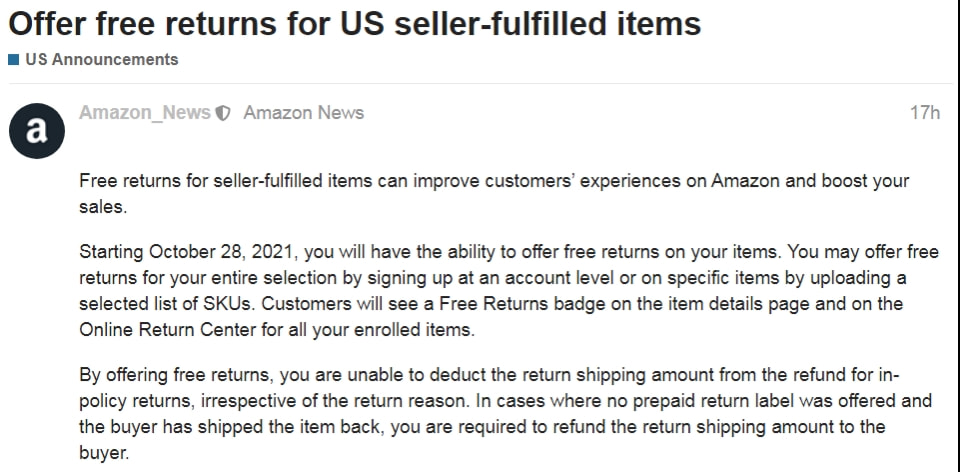 Offer free returns for US seller-fulfilled items
US Announcements
a
Amazon_News Amazon News 17h
Free returns for seller-fulfilled items can improve customers' experiences on Amazon and boost your
sales.
Starting October 28, 2021, you will have the ability to offer free returns on your items. You may offer free
returns for your entire selection by signing up at an account level or on specific items by uploading a
selected list of SKUs. Customers will see a Free Returns badge on the item details page and on the
Online Return Center for all your enrolled items.
By offering free returns, you are unable to deduct the return shipping amount from the refund for in-
policy returns, irrespective of the return reason. In cases where no prepaid return label was offered and
the buyer has shipped the item back, you are required to refund the return shipping amount to the
buyer.